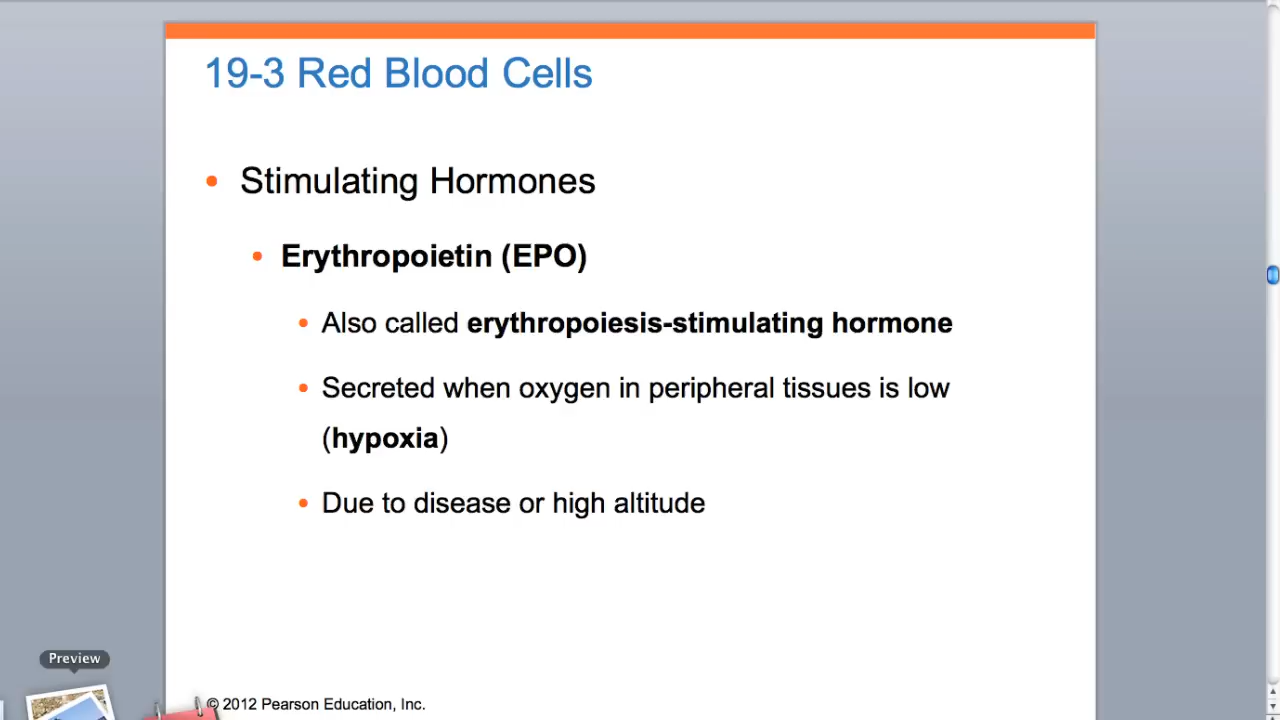 19-3 Red Blood Cells
• Stimulating Hormones
• Erythropoietin (EPO)
• Also called erythropoiesis-stimulating hormone
• Secreted when oxygen in peripheral tissues is low
(hypoxia)
• Due to disease or high altitude
Preview
© 2012 Pearson Education, Inc.